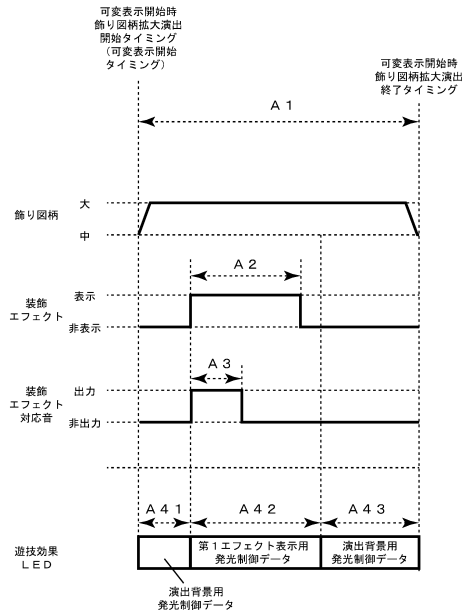 可変表示開始時
飾り図柄拡大演出
開始タイミング
（可変表示開始
タイミング）
可変表示開始時
飾り図柄拡大演出
終了タイミング
A1
飾り図柄
大
中
A2
装飾
エフェクト
表示
非表示
A3
装飾
エフェクト
対応音
出力
非出力
A41
A42
A43
遊技効果
LED
第1エフェクト表示用
発光制御データ
演出背景用
発光制御データ
演出背景用
発光制御データ